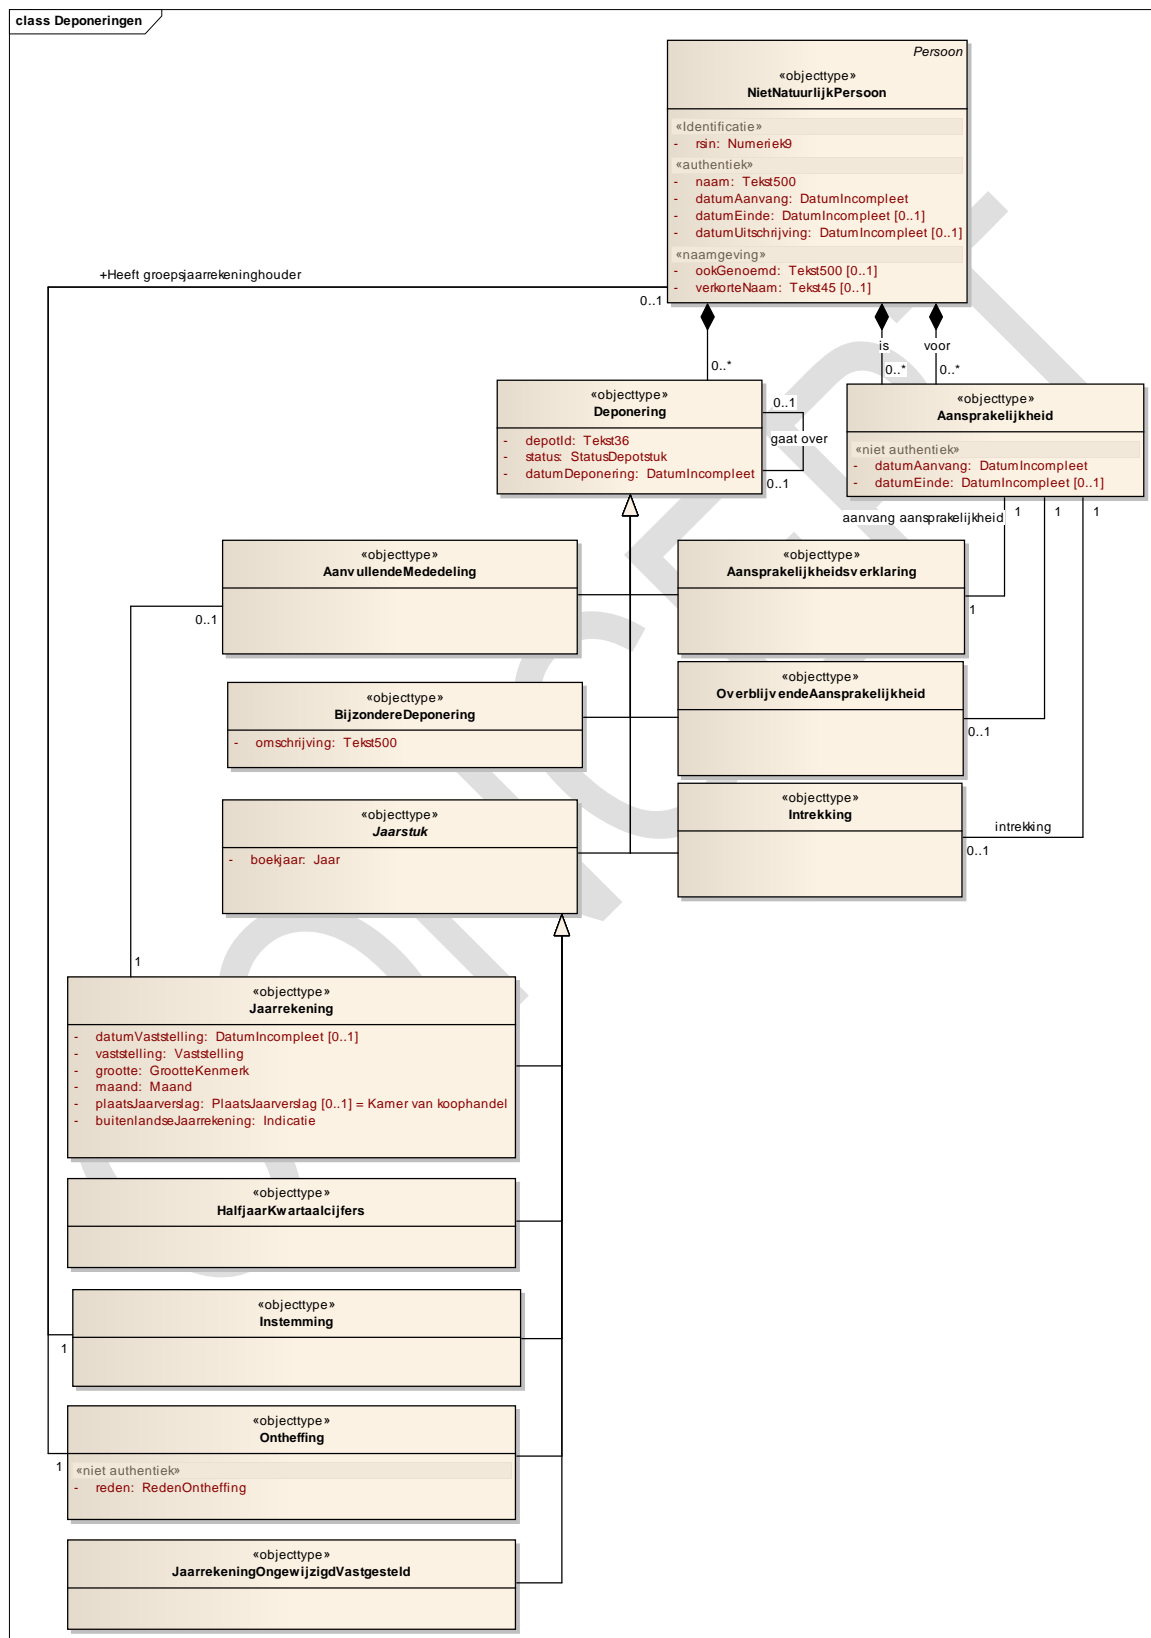 class Deponeringen
Persoon
«objecttype»
NietNatuurlijkPersoon
«Identificatie»
- rsin: Numeriek9
«authentiek»
- naam: Tekst500
- datumAanvang: DatumIncompleet
- datumEinde: DatumIncompleet [0..1]
- datumUitschrijving: DatumIncompleet [0..1]
«naamgeving»
- ookGenoemd: Tekst500 [0..1]
- verkorteNaam: Tekst45 [0..1]
+Heeft groepsjaarrekeninghouder
0..1
is
voor
0..*
0..*
0..*
«objecttype»
Deponering
- depotId: Tekst36
- status: StatusDepotstuk
- datumDeponering: DatumIncompleet
0..1
gaat over
0..1
«objecttype»
Aansprakelijkheid
«niet authentiek»
- datumAanvang: DatumIncompleet
- datumEinde: DatumIncompleet [0..1]
aanvang aansprakelijkheid
1
1
1
«objecttype»
AanvullendeMededeling
0..1
«objecttype»
Aansprakelijkheidsverklaring
1
«objecttype»
BijzondereDeponering
- omschrijving: Tekst500
«objecttype»
OverblijvendeAansprakelijkheid
0..1
«objecttype»
Jaarstuk
- boekjaar: Jaar
«objecttype»
Intrekking
intrekking
0..1
1
«objecttype»
Jaarrekening
- datumVaststelling: DatumIncompleet [0..1]
- vaststelling: Vaststelling
- grootte: GrootteKenmerk
- maand: Maand
- plaatsJaarverslag: PlaatsJaarverslag [0..1] = Kamer van koophandel
- buitenlandseJaarrekening: Indicatie
«objecttype»
HalfjaarKwartaalcijfers
«objecttype»
Instemming
1
«objecttype»
Ontheffing
1
«niet authentiek»
- reden: RedenOntheffing
«objecttype»
JaarrekeningOngewijzigdVastgesteld
CONCEPT